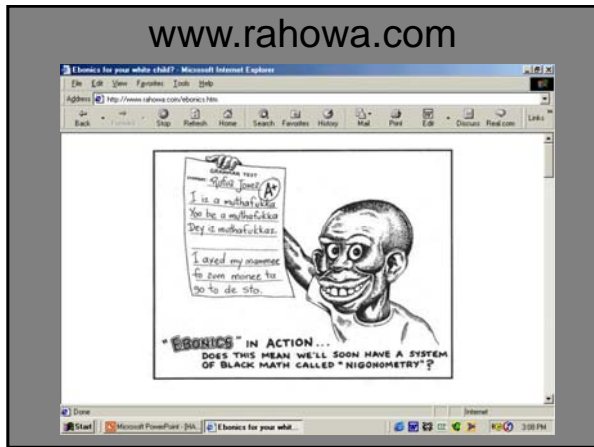 www.rahowa.com
Ebonics for your white child? - Microsoft Internet Explorer
File Edit View Favorites Tools Help
Address http://www.rahowa.com/ebonics.htm
Back Forward Stop Refresh Home Search Favorites History Mail Print Edit Discuss Real.com Links
GRAMMAR TEST
Rufus Jones A+
I iz a muthafukka
Yoo be a muthafukka
Dey iz muthafukkaz.
I axed my mammee
fo zum monee ta
go to de sto.
"EBONICS" IN ACTION...
DOES THIS MEAN WE'LL SOON HAVE A SYSTEM
OF BLACK MATH CALLED "NIGONOMETRY"?
Done Internet
Start Microsoft PowerPoint - [HA... Ebonics for your whit... 3:08 PM